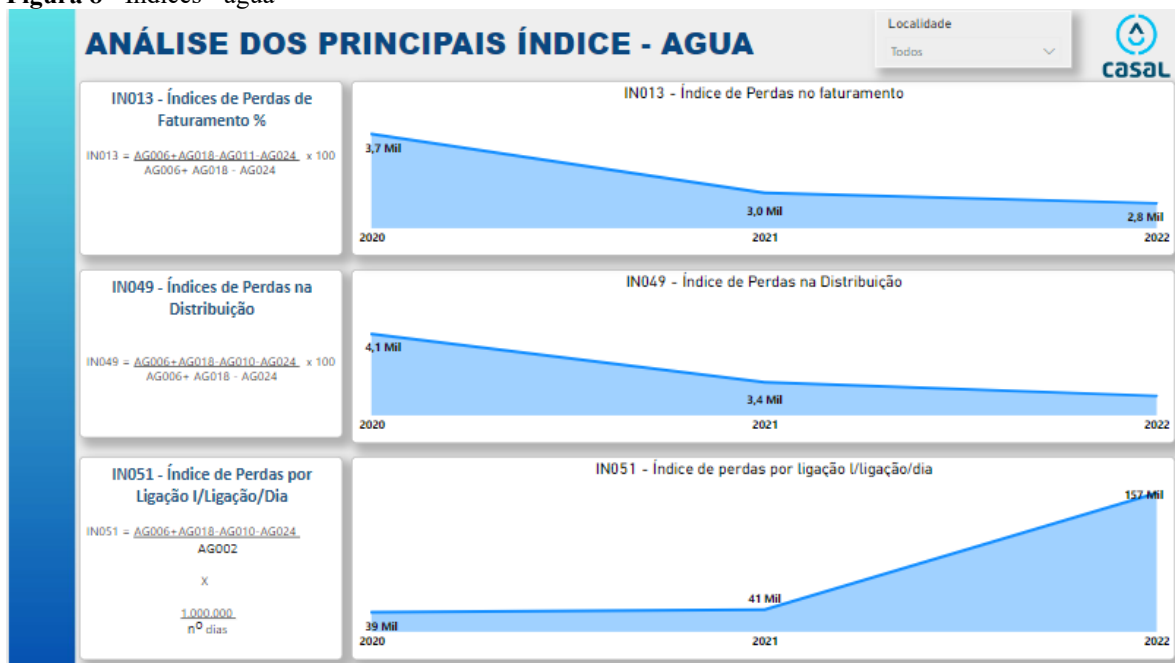 Figura 8 - Índices - água
ANÁLISE DOS PRINCIPAIS ÍNDICE - AGUA
Localidade
Todos
casal
IN013 - Índices de Perdas de
Faturamento %
IN013 = AG006+AG018-AG011-AG024 x 100
AG006+ AG018 - AG024
IN013 - Índice de Perdas no faturamento
3,7 Mil
3,0 Mil
2,8 Mil
2020
2021
2022
IN049 - Índices de Perdas na
Distribuição
IN049 = AG006+AG018-AG010-AG024 x 100
AG006+ AG018 - AG024
IN049 - Índice de Perdas na Distribuição
4,1 Mil
3,4 Mil
2020
2021
2022
IN051 - Índice de Perdas por
Ligação I/Ligação/Dia
IN051 = AG006+AG018-AG010-AG024
AG002
X
1.000.000
nº dias
IN051 - Índice de perdas por ligação l/ligação/dia
157 Mil
41 Mil
39 Mil
2020
2021
2022